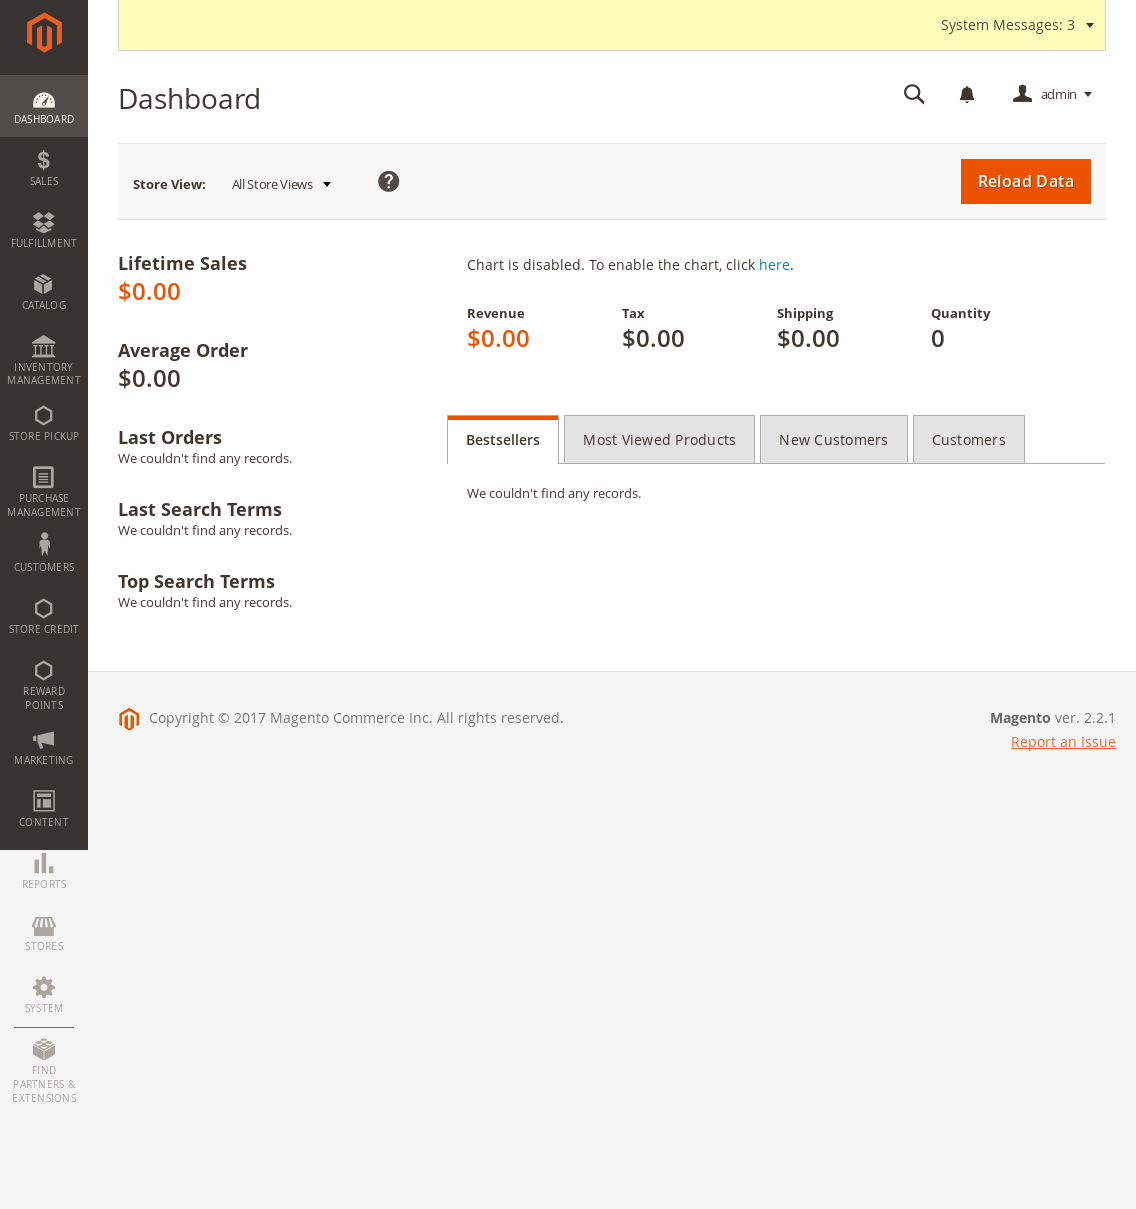 System Messages: 3
Dashboard
admin
Store View: All Store Views
Reload Data
DASHBOARD
SALES
FULFILLMENT
CATALOG
INVENTORY
MANAGEMENT
STORE PICKUP
PURCHASE
MANAGEMENT
CUSTOMERS
STORE CREDIT
REWARD
POINTS
MARKETING
CONTENT
REPORTS
STORES
SYSTEM
FIND
PARTNERS &
EXTENSIONS
Lifetime Sales
$0.00
Average Order
$0.00
Last Orders
We couldn't find any records.
Last Search Terms
We couldn't find any records.
Top Search Terms
We couldn't find any records.
Chart is disabled. To enable the chart, click here.
Revenue Tax Shipping Quantity
$0.00 $0.00 $0.00 0
Bestsellers Most Viewed Products New Customers Customers
We couldn't find any records.
Copyright © 2017 Magento Commerce Inc. All rights reserved.
Magento ver. 2.2.1
Report an Issue